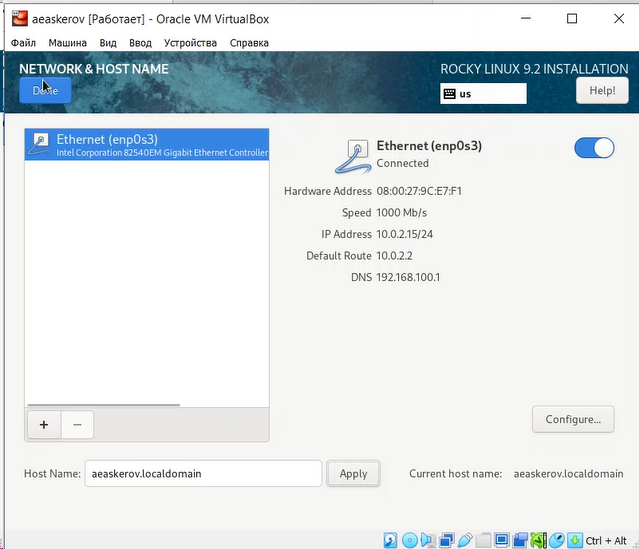 aeaskerov [Работает] - Oracle VM VirtualBox
Файл Машина Вид Ввод Устройства Справка
NETWORK & HOST NAME
ROCKY LINUX 9.2 INSTALLATION
Done
us
Help!
Ethernet (enp0s3)
Intel Corporation 82540EM Gigabit Ethernet Controller
Ethernet (enp0s3)
Connected
Hardware Address 08:00:27:9C:E7:F1
Speed 1000 Mb/s
IP Address 10.0.2.15/24
Default Route 10.0.2.2
DNS 192.168.100.1
+ −
Configure...
Host Name: aeaskerov.localdomain Apply Current host name: aeaskerov.localdomain
Ctrl + Alt